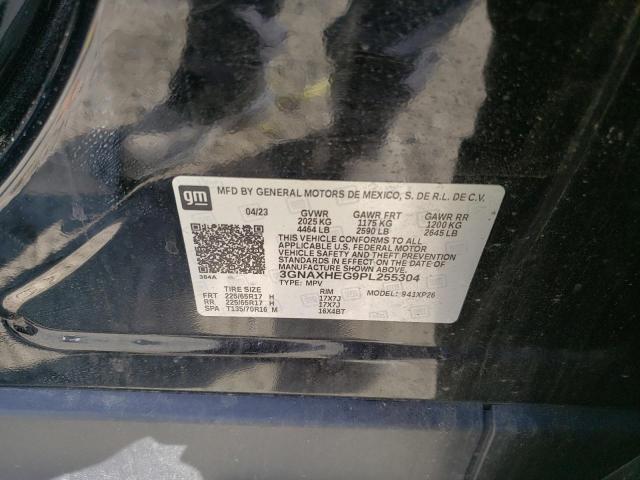 gm
MFD BY GENERAL MOTORS DE MEXICO, S. DE R.L. DE C.V.
04/23 GVWR GAWR FRT GAWR RR
2025 KG 1175 KG 1200 KG
4464 LB 2590 LB 2645 LB
THIS VEHICLE CONFORMS TO ALL
APPLICABLE U.S. FEDERAL MOTOR
VEHICLE SAFETY AND THEFT PREVENTION
STANDARDS IN EFFECT ON THE DATE OF
MANUFACTURE SHOWN ABOVE.
364A 3GNAXHEG9PL255304
TYPE: MPV MODEL: 941XP26
TIRE SIZE RIM
FRT 225/65R17 H 17X7J
RR 225/65R17 H 17X7J
SPA T135/70R16 M 16X4BT